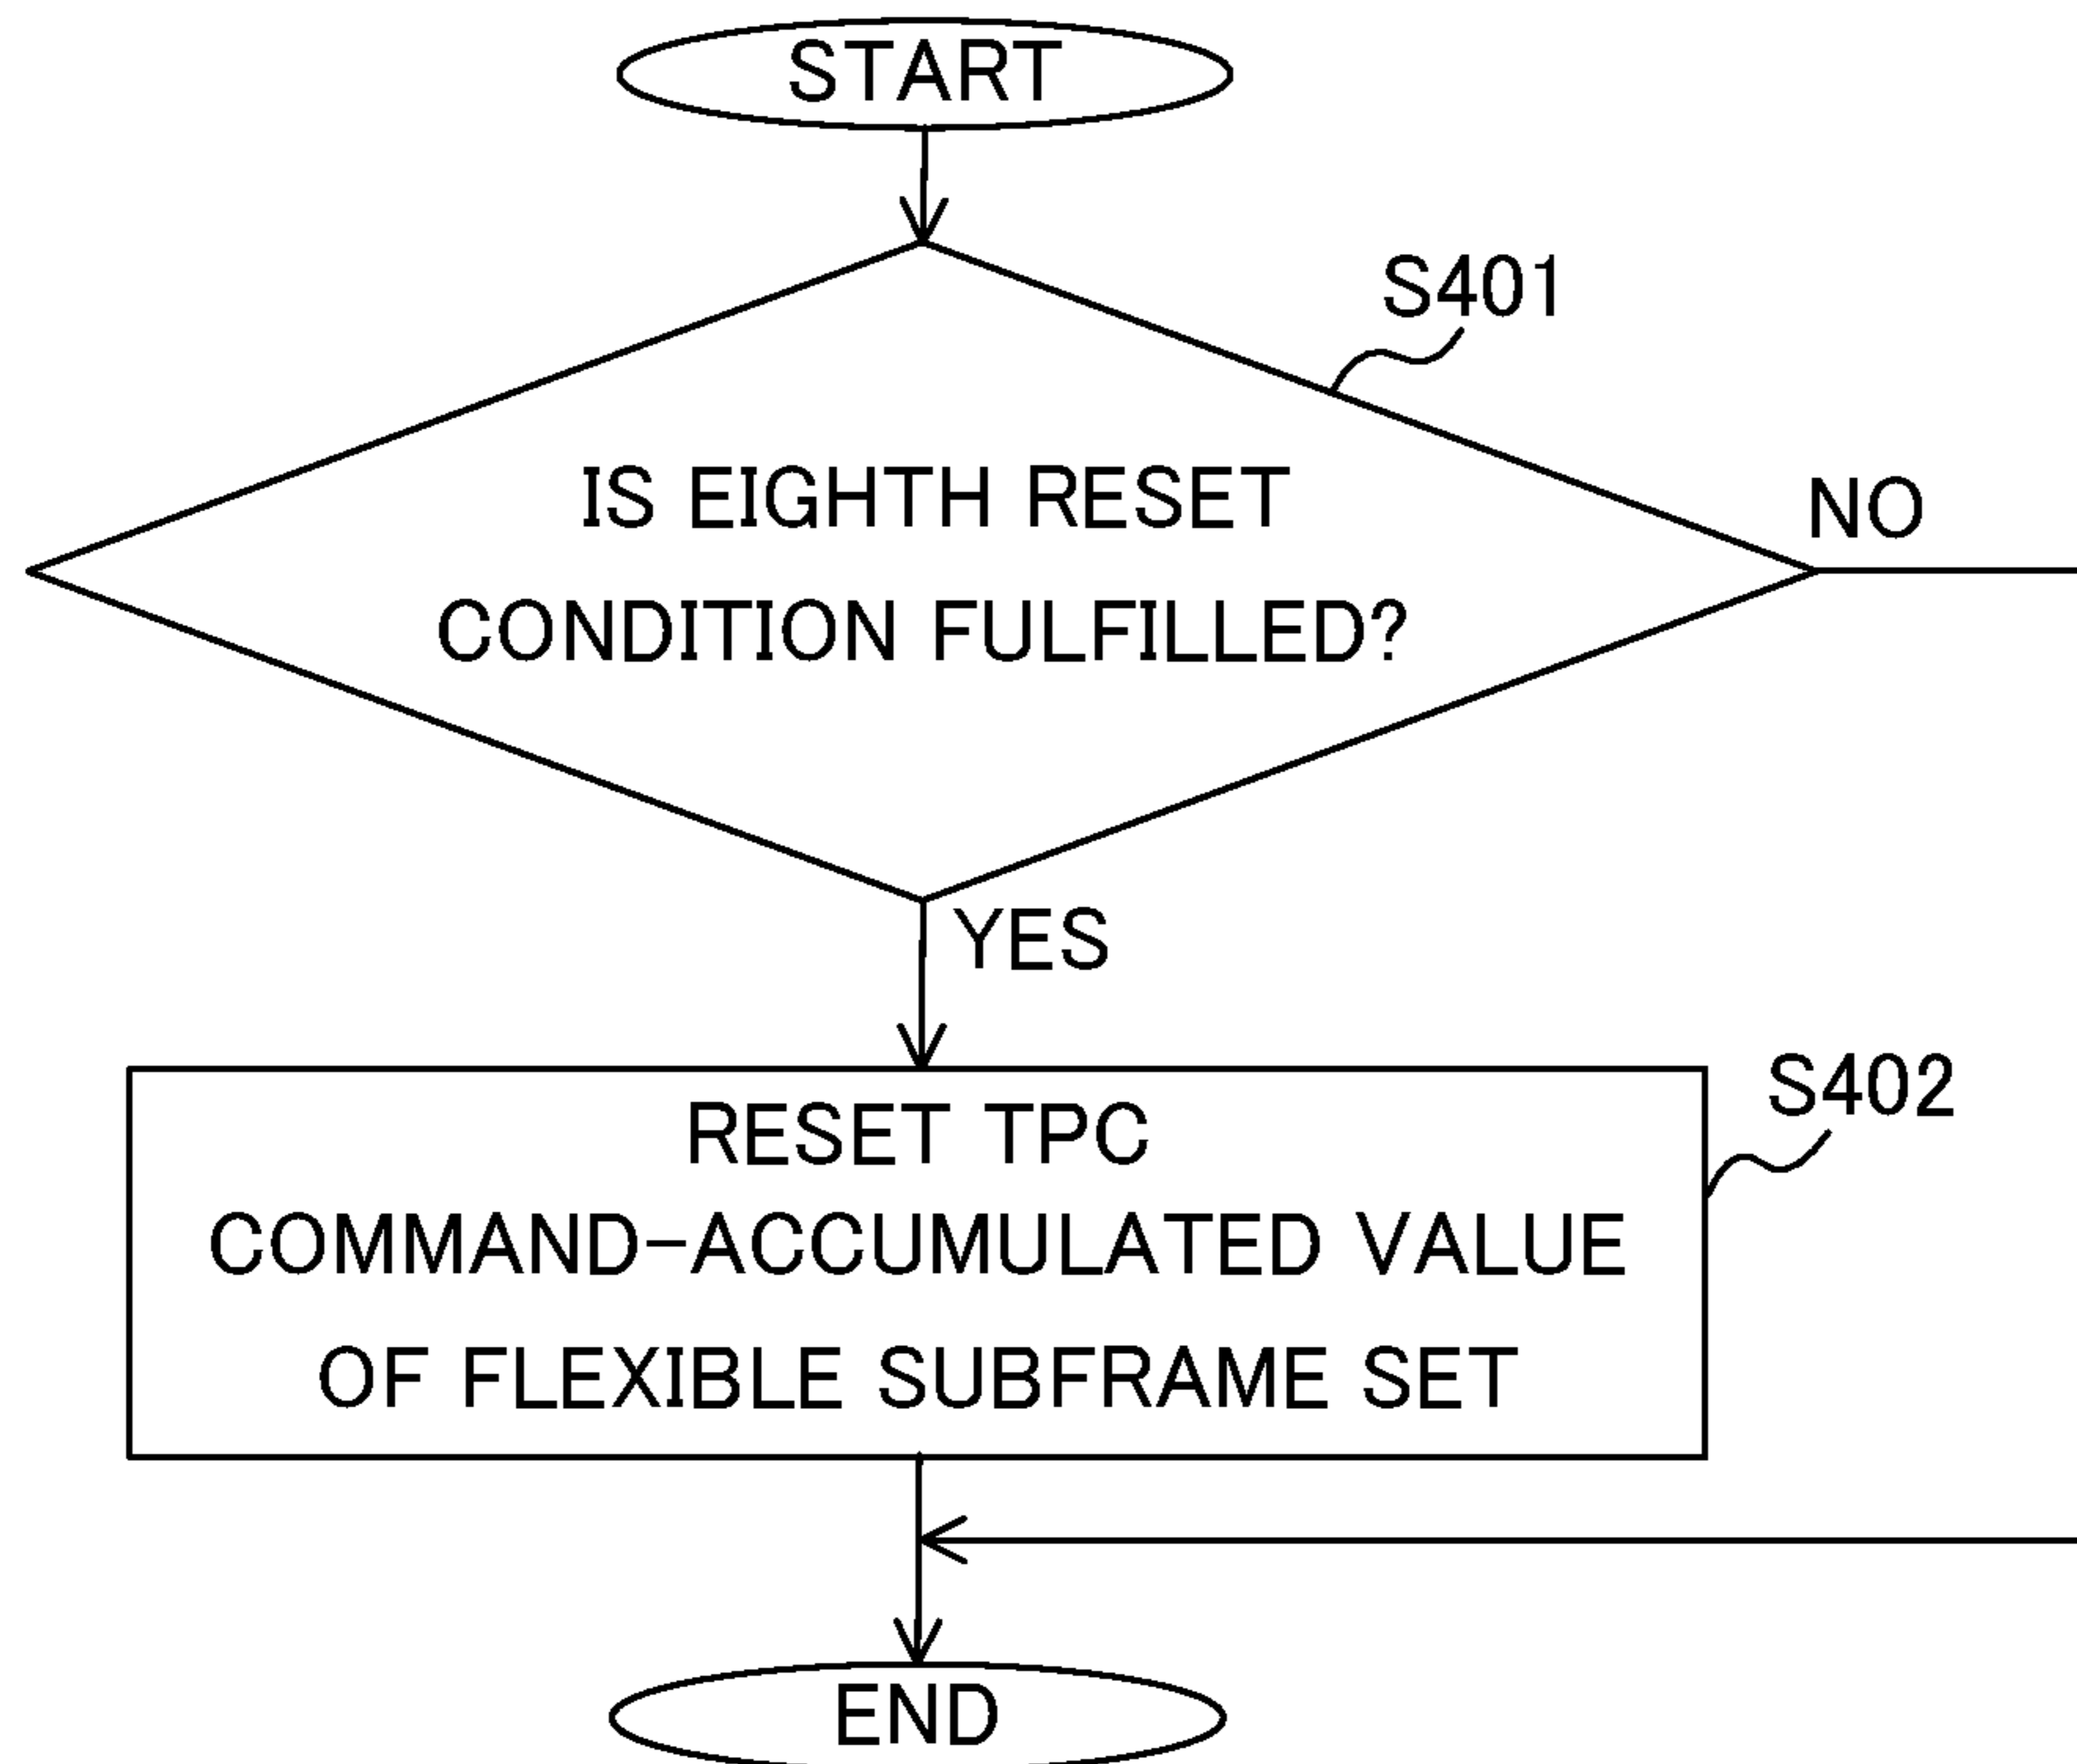 START
S401
IS EIGHTH RESET
NO
CONDITION FULFILLED?
YES
S402
RESET TPC
COMMAND-ACCUMULATED VALUE
OF FLEXIBLE SUBFRAME SET
END